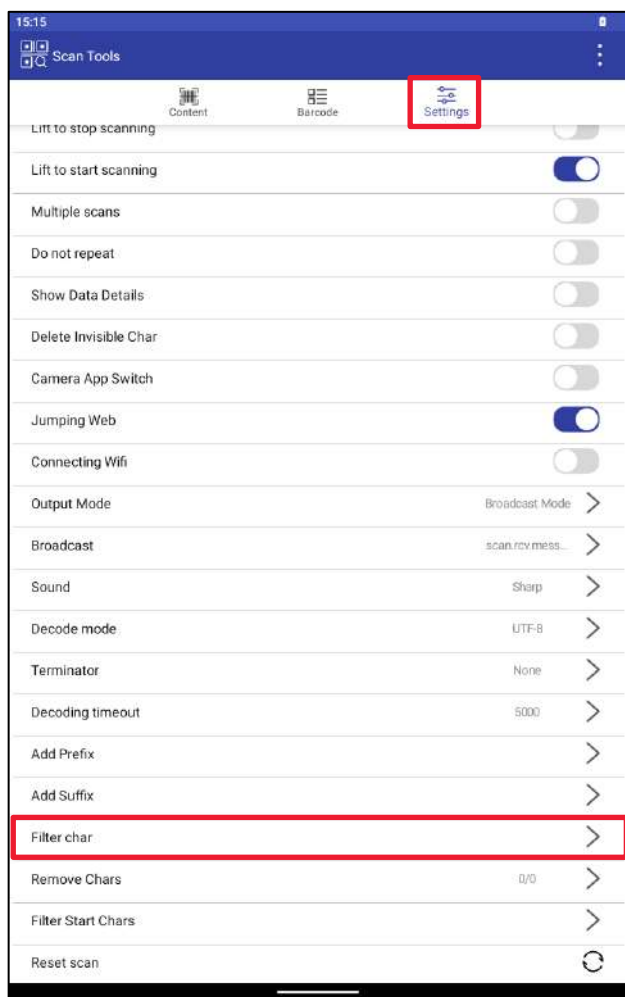 15:15
Scan Tools
Content
Barcode
Settings
Lift to stop scanning
Lift to start scanning
Multiple scans
Do not repeat
Show Data Details
Delete Invisible Char
Camera App Switch
Jumping Web
Connecting Wifi
Output Mode Broadcast Mode
Broadcast scan.rcv.mess...
Sound Sharp
Decode mode UTF-8
Terminator None
Decoding timeout 5000
Add Prefix
Add Suffix
Filter char
Remove Chars 0/0
Filter Start Chars
Reset scan